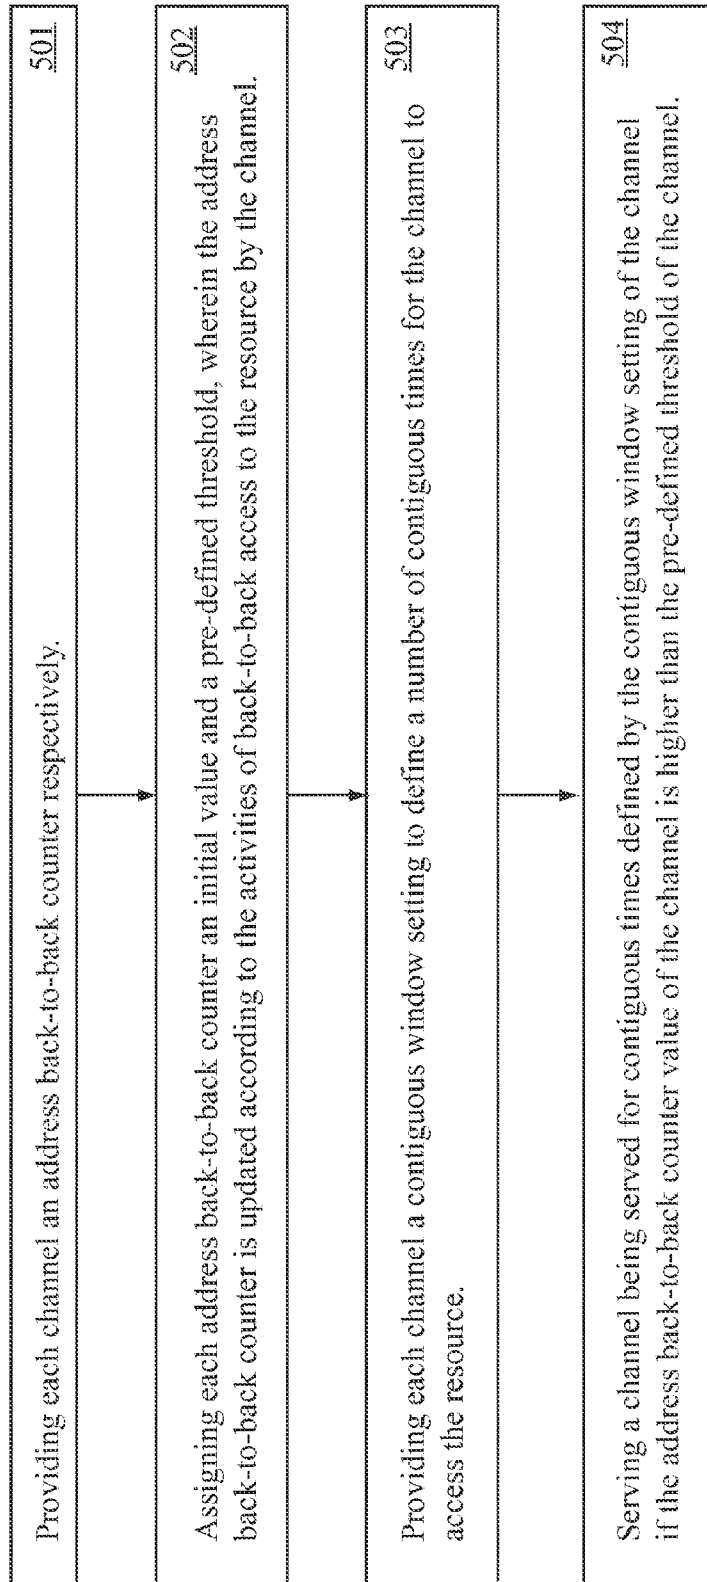 501
Providing each channel an address back-to-back counter respectively.
502
Assigning each address back-to-back counter an initial value and a pre-defined threshold, wherein the address
back-to-back counter is updated according to the activities of back-to-back access to the resource by the channel.
503
Providing each channel a contiguous window setting to define a number of contiguous times for the channel to
access the resource.
504
Serving a channel being served for contiguous times defined by the contiguous window setting of the channel
if the address back-to-back counter value of the channel is higher than the pre-defined threshold of the channel.